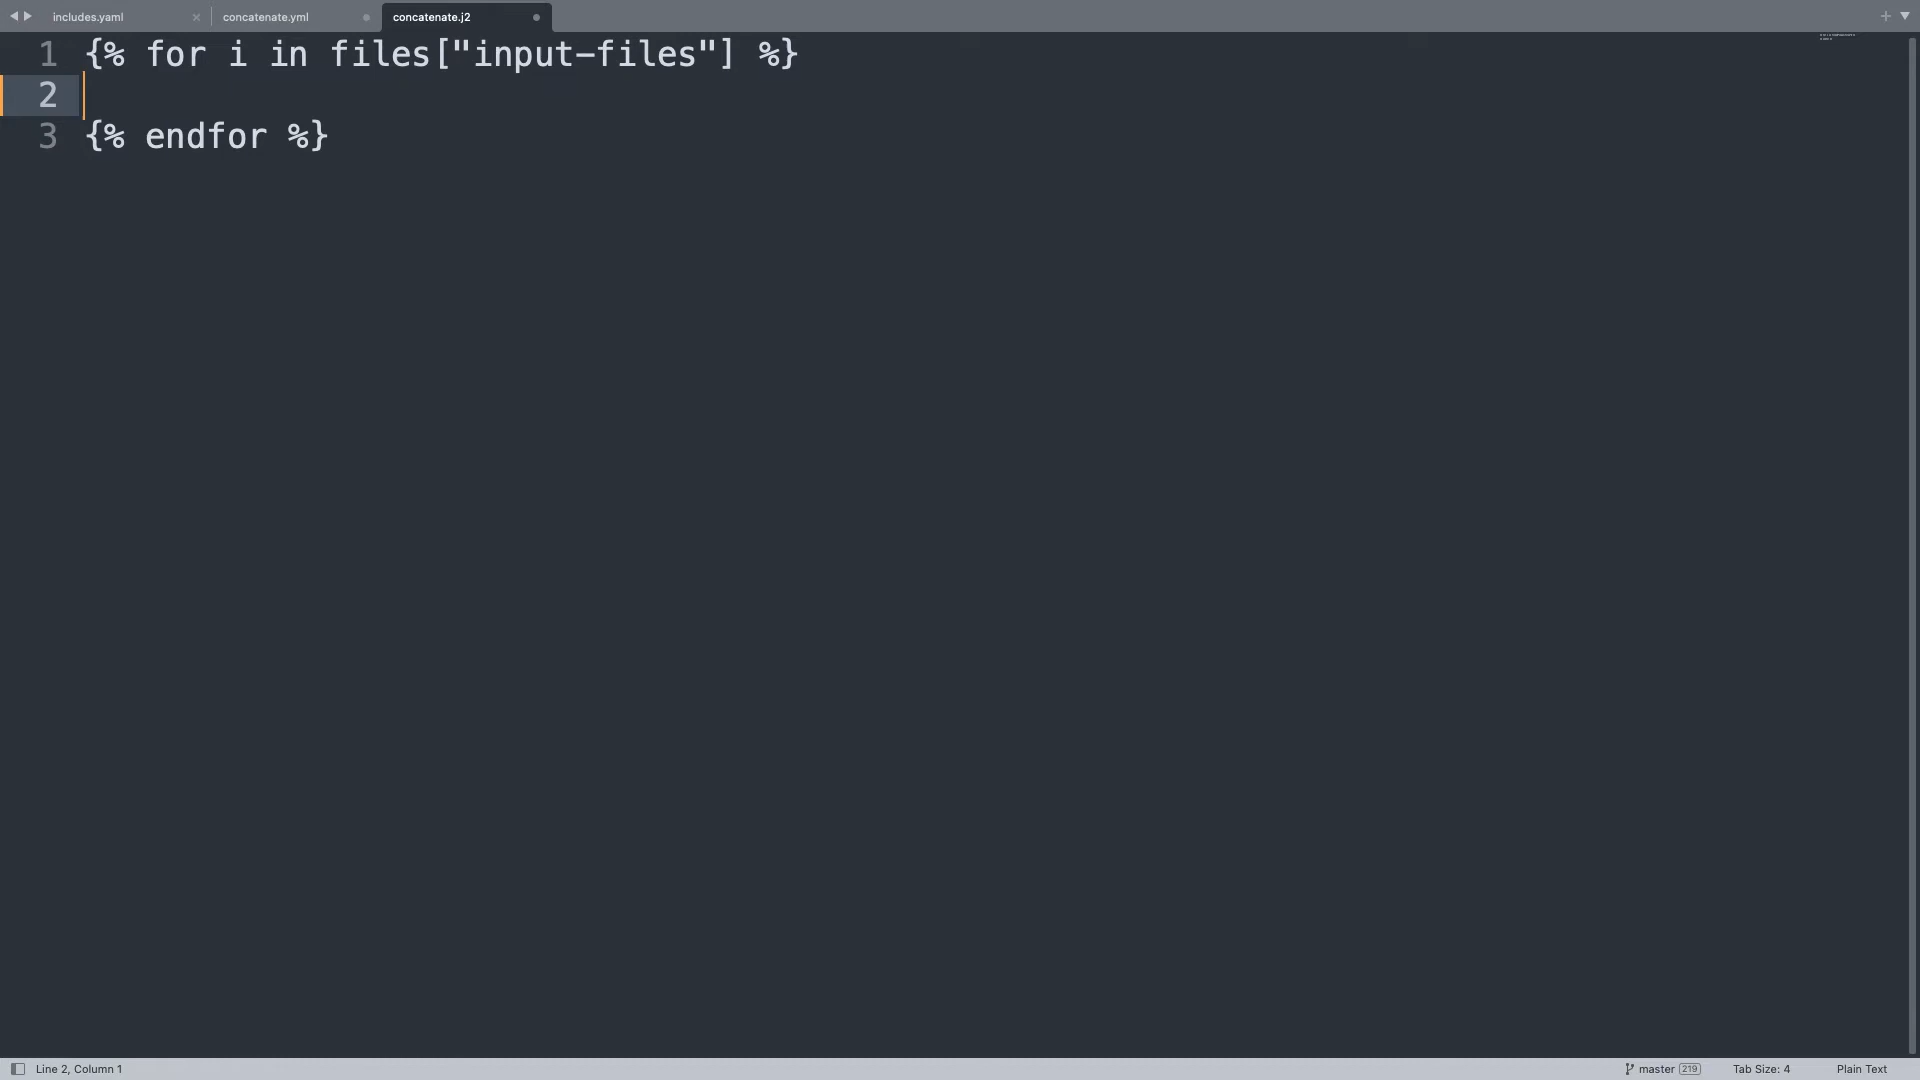 includes.yaml
concatenate.yml
concatenate.j2
1 {% for i in files["input-files"] %}
2
3 {% endfor %}
Line 2, Column 1
master 219
Tab Size: 4
Plain Text